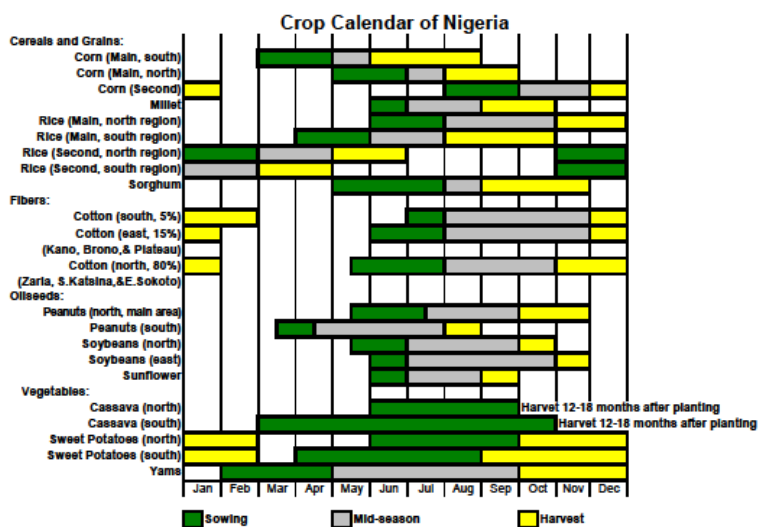 Crop Calendar of Nigeria
Cereals and Grains:
Corn (Main, south)
Corn (Main, north)
Corn (Second)
Millet
Rice (Main, north region)
Rice (Main, south region)
Rice (Second, north region)
Rice (Second, south region)
Sorghum
Fibers:
Cotton (south, 5%)
Cotton (east, 15%)
(Kano, Brono,& Plateau)
Cotton (north, 80%)
(Zaria, S.Katsina,&E.Sokoto)
Oilseeds:
Peanuts (north, main area)
Peanuts (south)
Soybeans (north)
Soybeans (east)
Sunflower
Vegetables:
Cassava (north) Harvet 12-18 months after planting
Cassava (south) Harvet 12-18 months after planting
Sweet Potatoes (north)
Sweet Potatoes (south)
Yams
Jan Feb Mar Apr May Jun Jul Aug Sep Oct Nov Dec
Sowing Mid-season Harvest